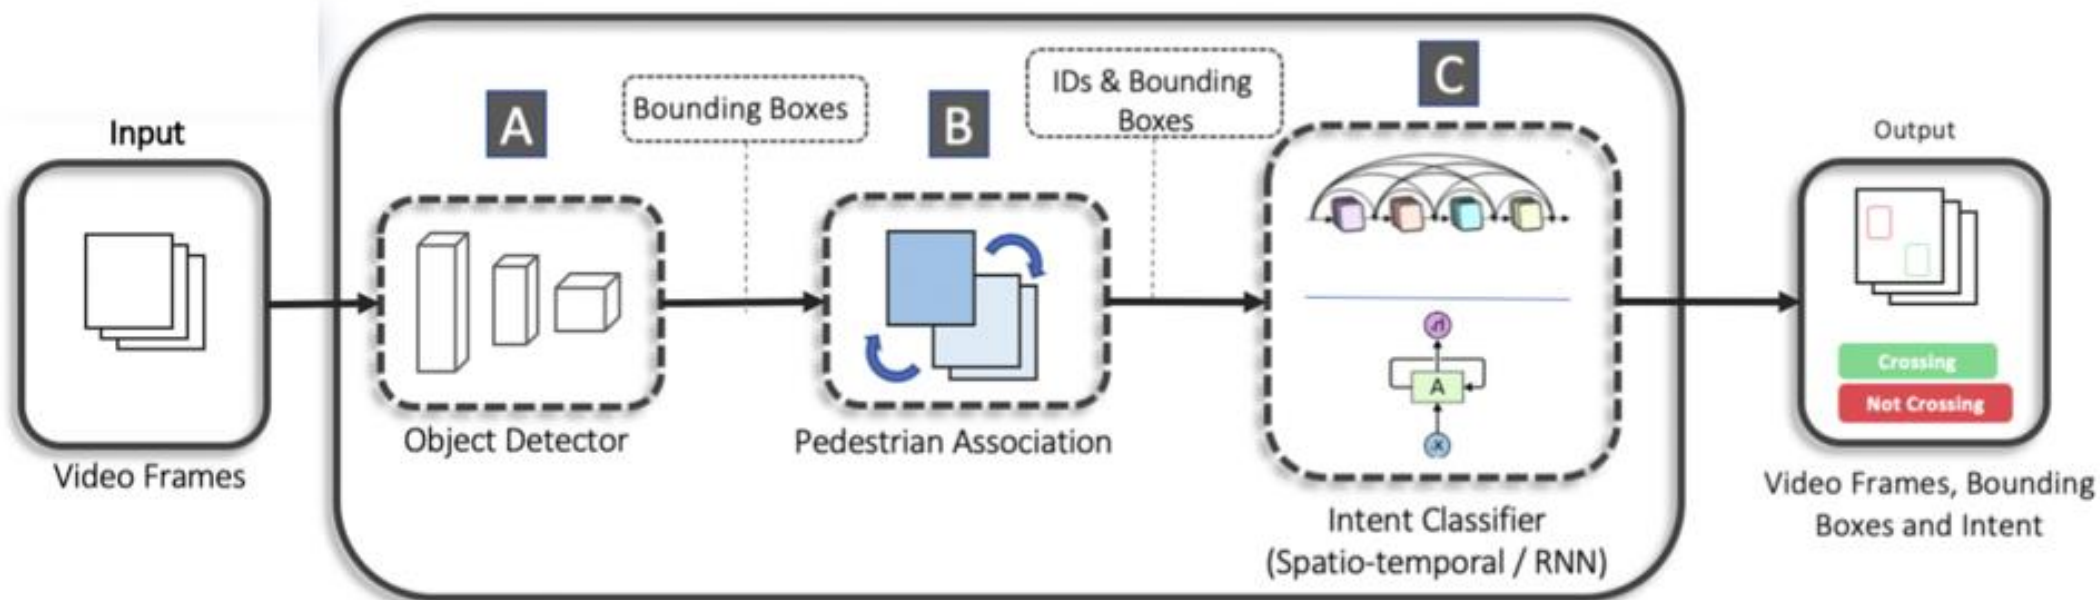 Input
Video Frames
A
Object Detector
Bounding Boxes
B
Pedestrian Association
IDs & Bounding
Boxes
C
A
Intent Classifier
(Spatio-temporal / RNN)
Output
Crossing
Not Crossing
Video Frames, Bounding
Boxes and Intent